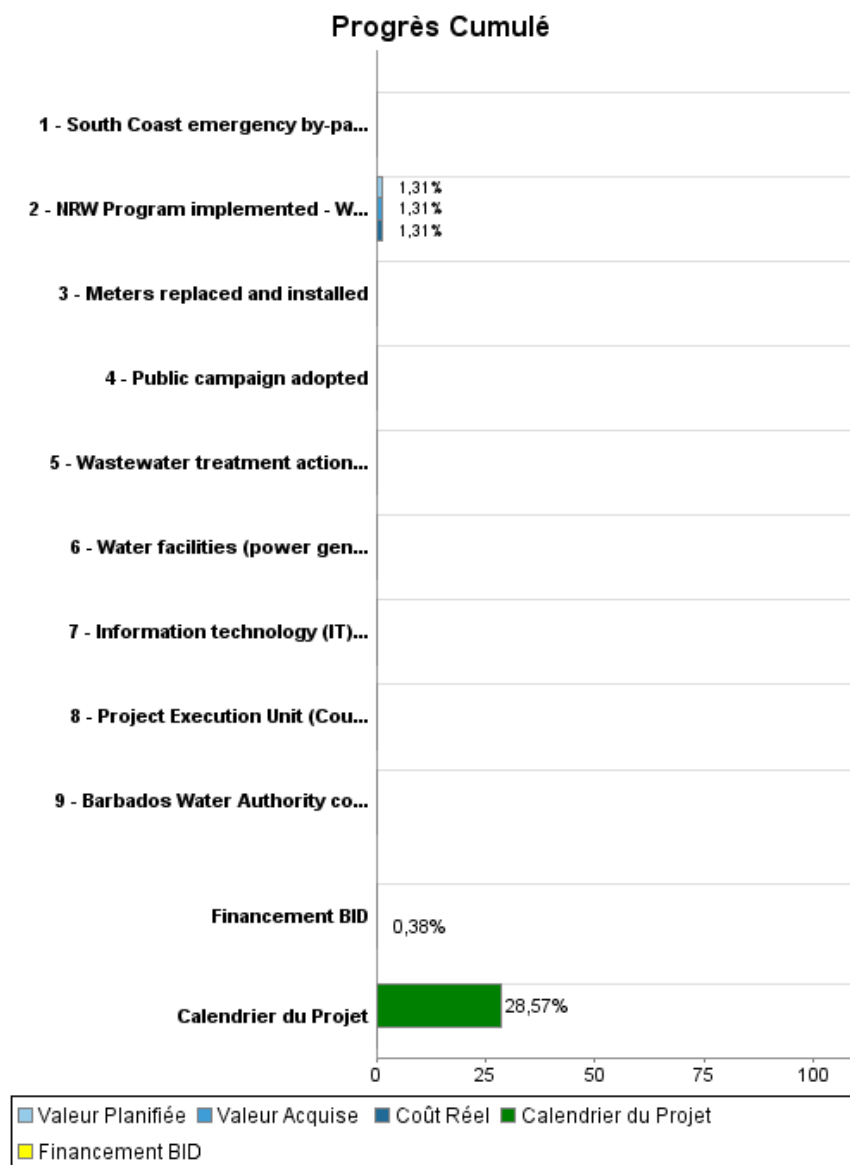 Progrès Cumulé
1 - South Coast emergency by-pa...
1,31%
2 - NRW Program implemented - W...
1,31%
1,31%
3 - Meters replaced and installed
4 - Public campaign adopted
5 - Wastewater treatment action...
6 - Water facilities (power gen...
7 - Information technology (IT)...
8 - Project Execution Unit (Cou...
9 - Barbados Water Authority co...
Financement BID
0,38%
Calendrier du Projet
28,57%
0 25 50 75 100
Valeur Planifiée Valeur Acquise Coût Réel Calendrier du Projet
Financement BID